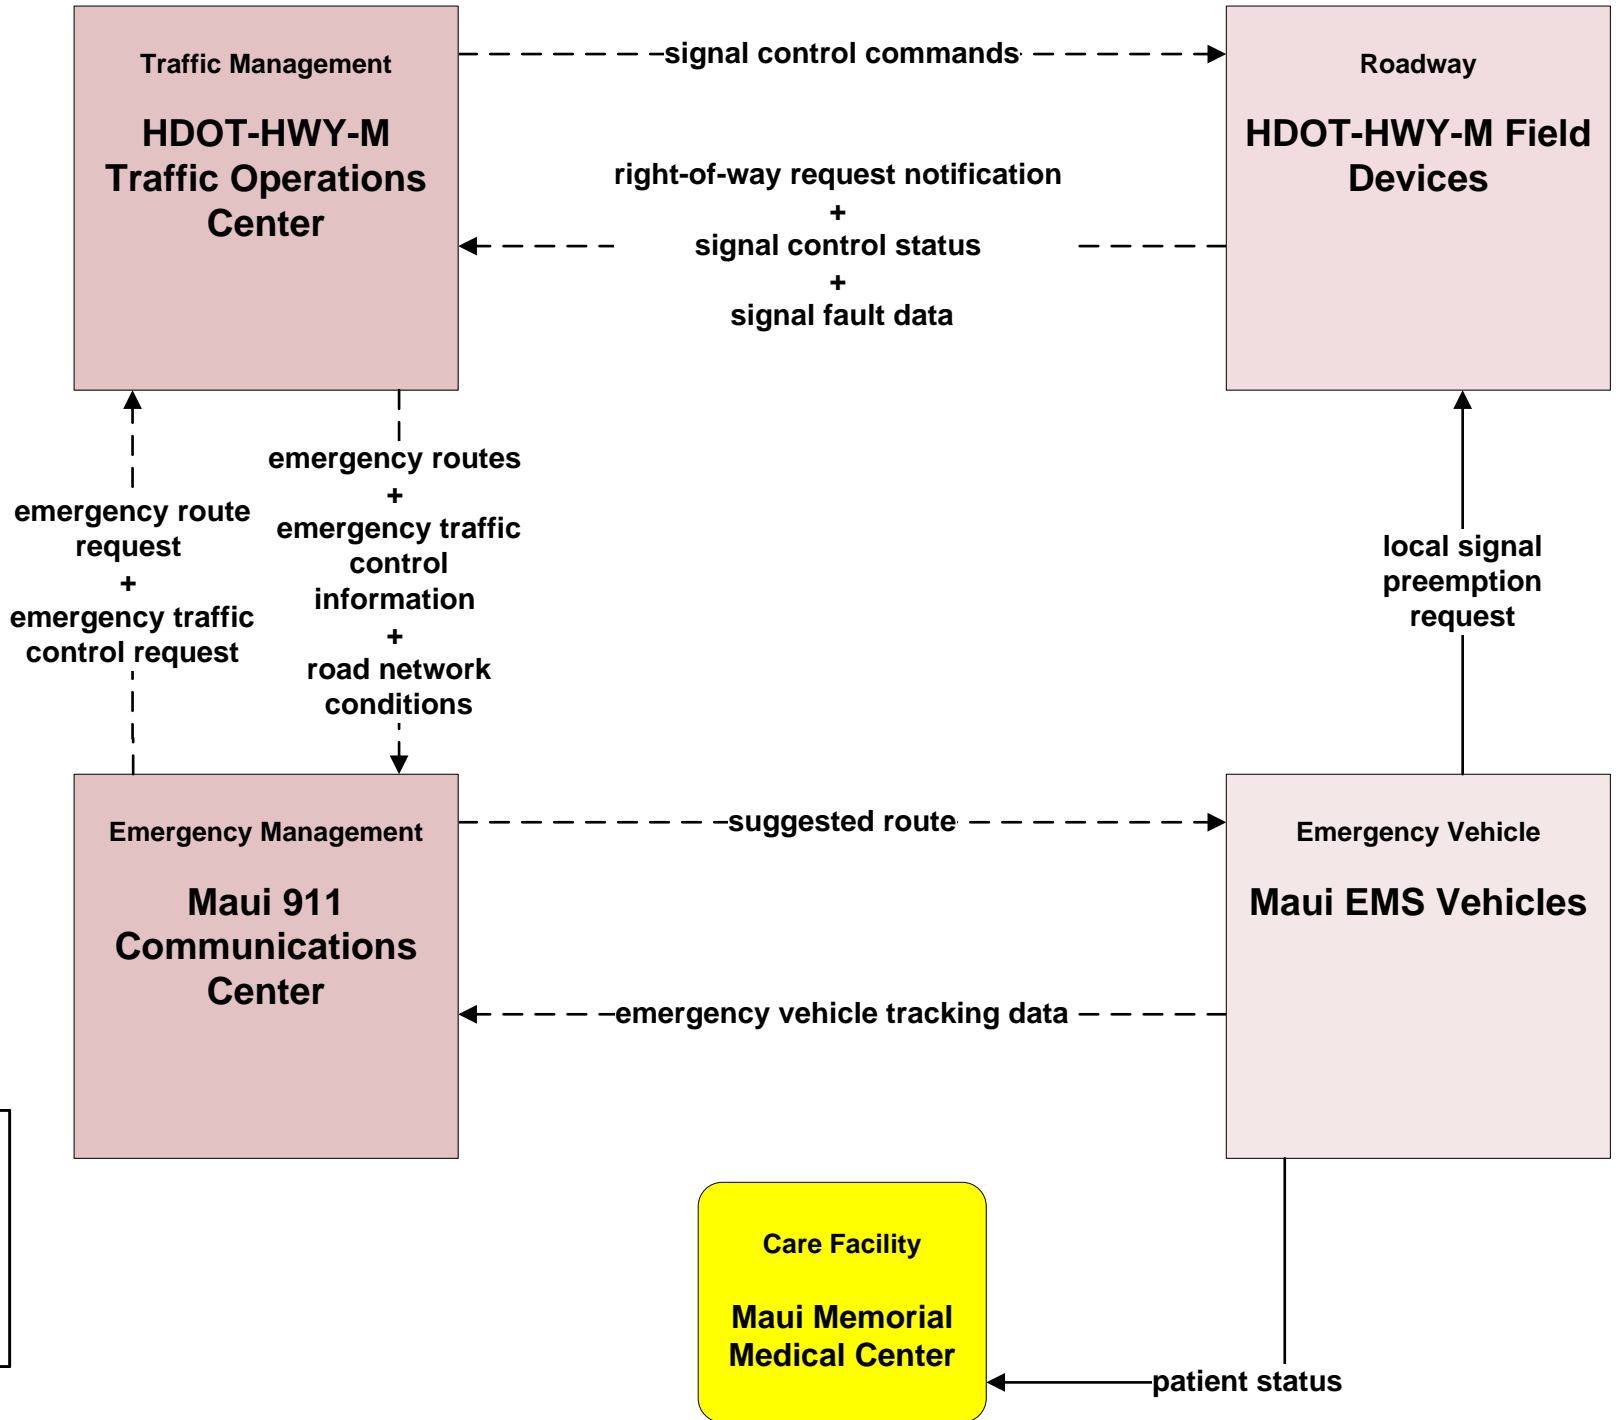 Traffic Management
HDOT-HWY-M
Traffic Operations
Center
signal control commands
Roadway
HDOT-HWY-M Field
Devices
right-of-way request notification
+
signal control status
+
signal fault data
emergency route
request
+
emergency traffic
control request
emergency routes
+
emergency traffic
control
information
+
road network
conditions
local signal
preemption
request
Emergency Management
Maui 911
Communications
Center
suggested route
Emergency Vehicle
Maui EMS Vehicles
emergency vehicle tracking data
Care Facility
Maui Memorial
Medical Center
patient status